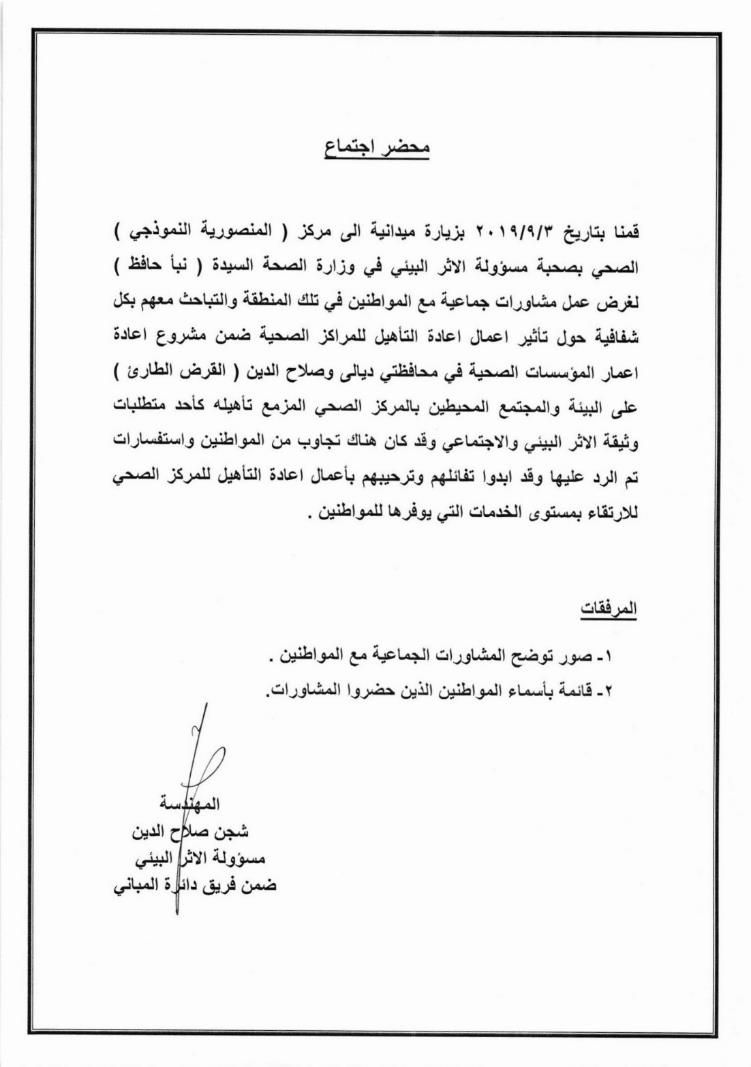 محضر اجتماع
قمنا بتاريخ ٢٠١٩/٩/٣ بزيارة ميدانية الى مركز ( المنصورية النموذجي )
الصحي بصحبة مسؤولة الاثر البيئي في وزارة الصحة السيدة ( نبأ حافظ )
لغرض عمل مشاورات جماعية مع المواطنين في تلك المنطقة والتباحث معهم بكل
شفافية حول تأثير اعمال اعادة التأهيل للمراكز الصحية ضمن مشروع اعادة
اعمار المؤسسات الصحية في محافظتي ديالى وصلاح الدين ( القرض الطارئ )
على البيئة والمجتمع المحيطين بالمركز الصحي المزمع تأهيله كأحد متطلبات
وثيقة الاثر البيئي والاجتماعي وقد كان هناك تجاوب من المواطنين واستفسارات
تم الرد عليها وقد ابدوا تفائلهم وترحيبهم بأعمال اعادة التأهيل للمركز الصحي
للارتقاء بمستوى الخدمات التي يوفرها للمواطنين .
المرفقات
١- صور توضح المشاورات الجماعية مع المواطنين .
٢- قائمة بأسماء المواطنين الذين حضروا المشاورات.
المهندسة
شجن صلاح الدين
مسؤولة الاثر البيئي
ضمن فريق دائرة المباني